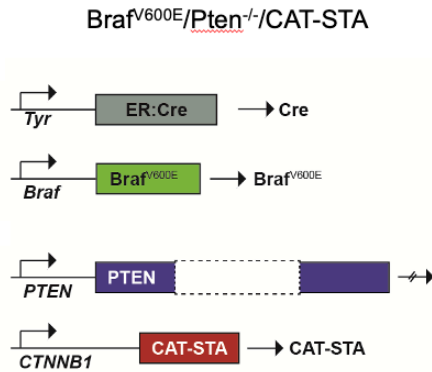 Braf^V600E/Pten^-/-/CAT-STA
Tyr ER:Cre Cre
Braf Braf^V600E Braf^V600E
PTEN PTEN
CTNNB1 CAT-STA CAT-STA